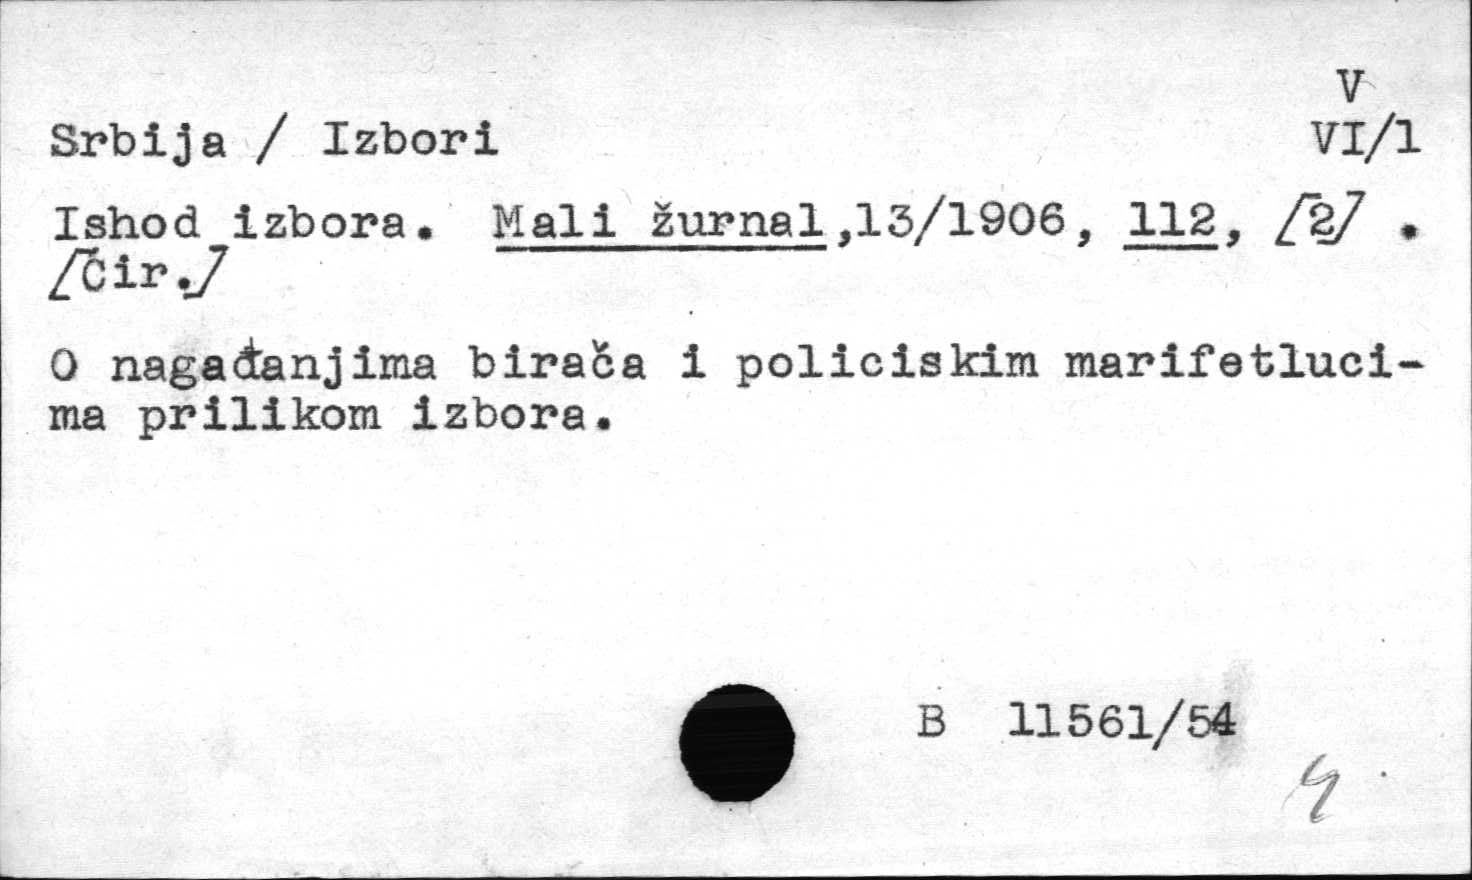 V
Srbija / Izbori VI/1
Ishod izbora. Mali žurnal,13/1906, 112, [2] .
[Ćir.]
O nagađanjima birača i policiskim marifetluci-
ma prilikom izbora.
B 11561/54